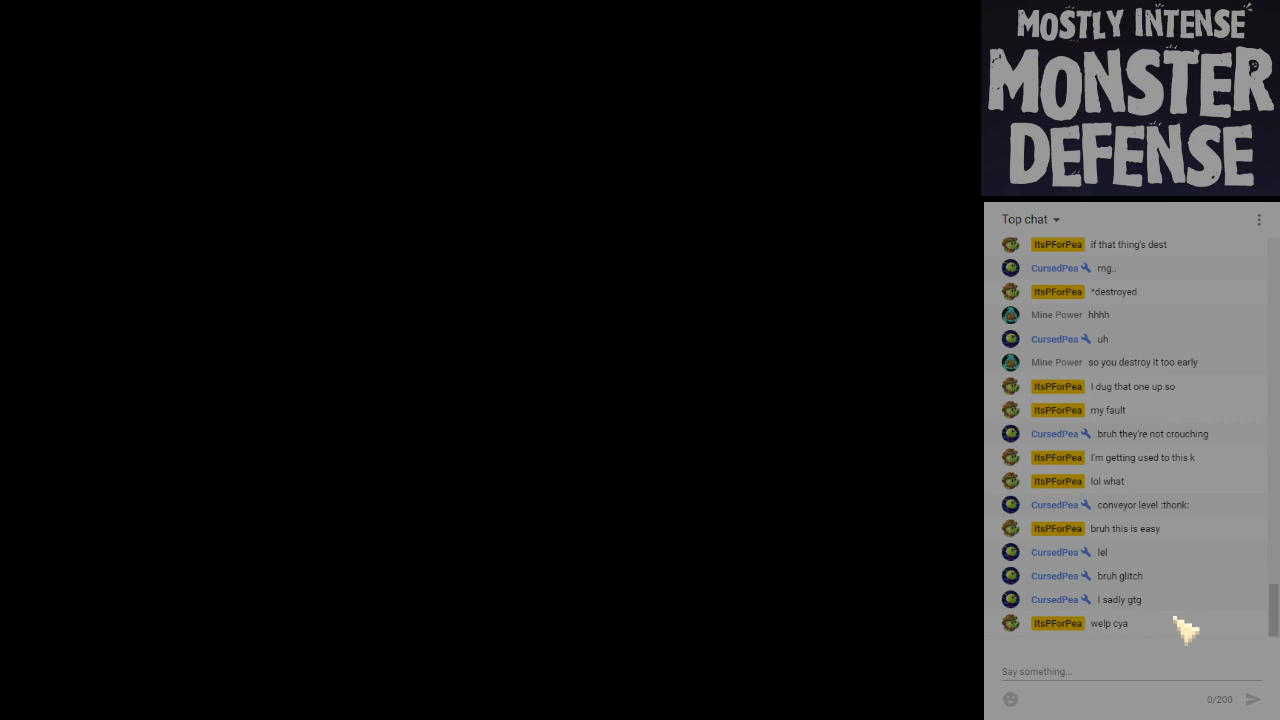 MOSTLY INTENSE
MONSTER
DEFENSE
Top chat
ItsPForPea if that thing's dest
CursedPea rng..
ItsPForPea *destroyed
Mine Power hhhh
CursedPea uh
Mine Power so you destroy it too early
ItsPForPea I dug that one up so
ItsPForPea my fault
CursedPea bruh they're not crouching
ItsPForPea I'm getting used to this k
ItsPForPea lol what
CursedPea conveyor level :thonk:
ItsPForPea bruh this is easy
CursedPea lel
CursedPea bruh glitch
CursedPea I sadly gtg
ItsPForPea welp cya
Say something...
0/200